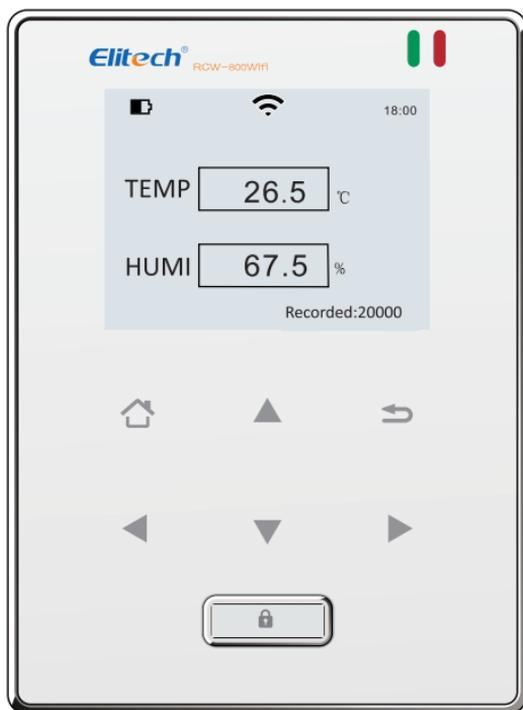 Elitech®
RCW-800Wifi
18:00
TEMP 26.5 ℃
HUMI 67.5 %
Recorded:20000